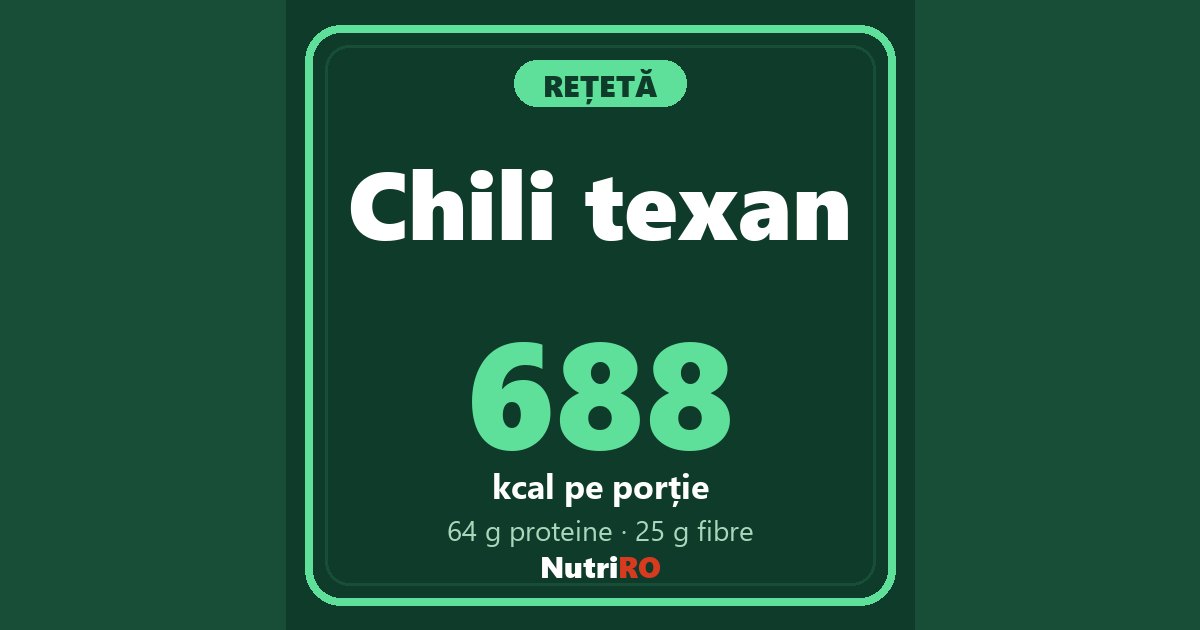 REȚETĂ
Chili texan
688
kcal pe porție
64 g proteine · 25 g fibre
NutriRO